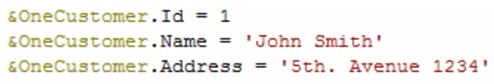 &OneCustomer.Id = 1
&OneCustomer.Name = 'John Smith'
&OneCustomer.Address = '5th. Avenue 1234'